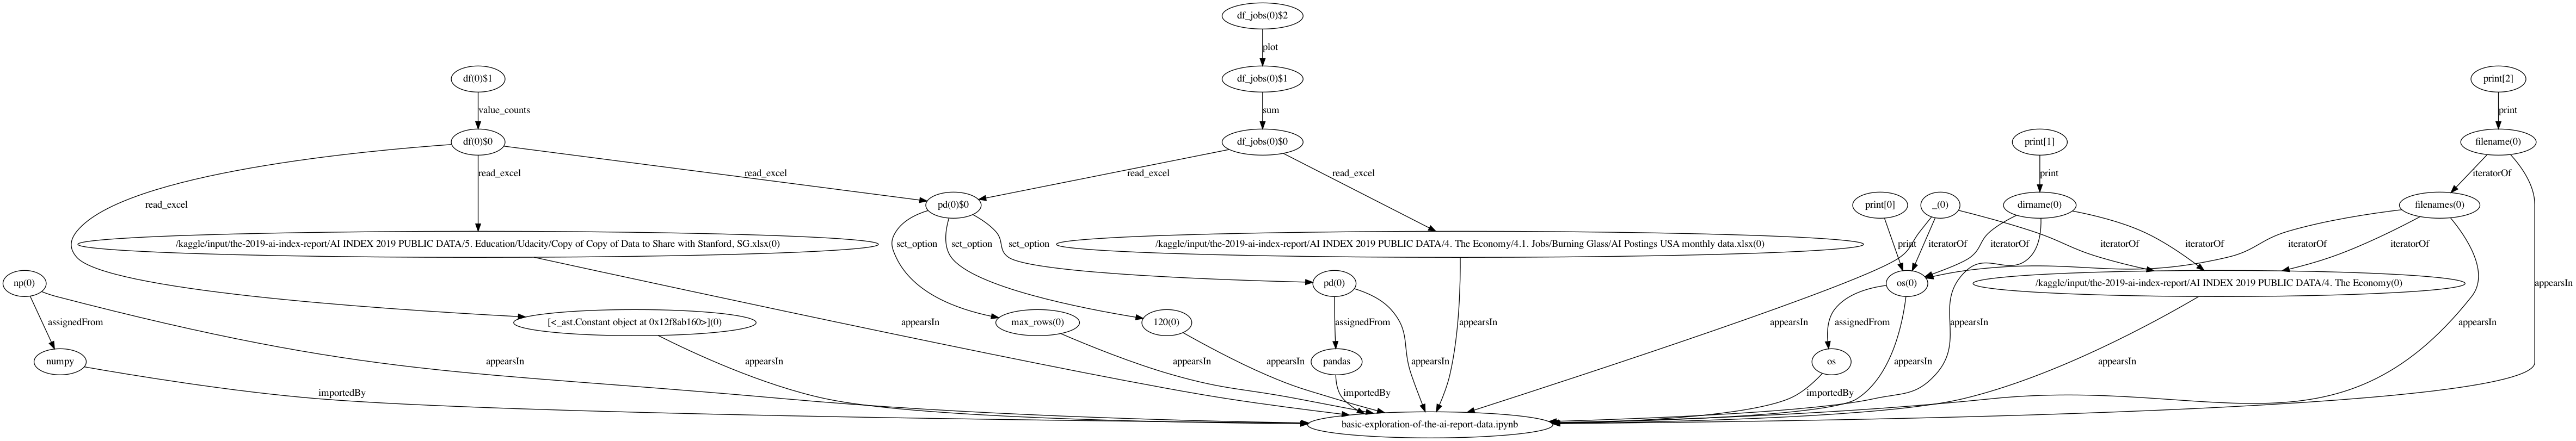 df_jobs(0)$2
plot
df(0)$1
df_jobs(0)$1
print[2]
value_counts
sum
print
df(0)$0
df_jobs(0)$0
print[1]
filename(0)
read_excel
read_excel
read_excel
read_excel
print
iteratorOf
read_excel
pd(0)$0
print[0]
_(0)
dirname(0)
filenames(0)
/kaggle/input/the-2019-ai-index-report/AI INDEX 2019 PUBLIC DATA/5. Education/Udacity/Copy of Copy of Data to Share with Stanford, SG.xlsx(0)
set_option
set_option
set_option
/kaggle/input/the-2019-ai-index-report/AI INDEX 2019 PUBLIC DATA/4. The Economy/4.1. Jobs/Burning Glass/AI Postings USA monthly data.xlsx(0)
print
iteratorOf
iteratorOf
iteratorOf
iteratorOf
iteratorOf
iteratorOf
np(0)
pd(0)
os(0)
/kaggle/input/the-2019-ai-index-report/AI INDEX 2019 PUBLIC DATA/4. The Economy(0)
appearsIn
assignedFrom
[<_ast.Constant object at 0x12f8ab160>](0)
appearsIn
max_rows(0)
120(0)
assignedFrom
appearsIn
appearsIn
assignedFrom
appearsIn
appearsIn
numpy
appearsIn
appearsIn
appearsIn
appearsIn
pandas
appearsIn
os
appearsIn
appearsIn
importedBy
importedBy
importedBy
basic-exploration-of-the-ai-report-data.ipynb